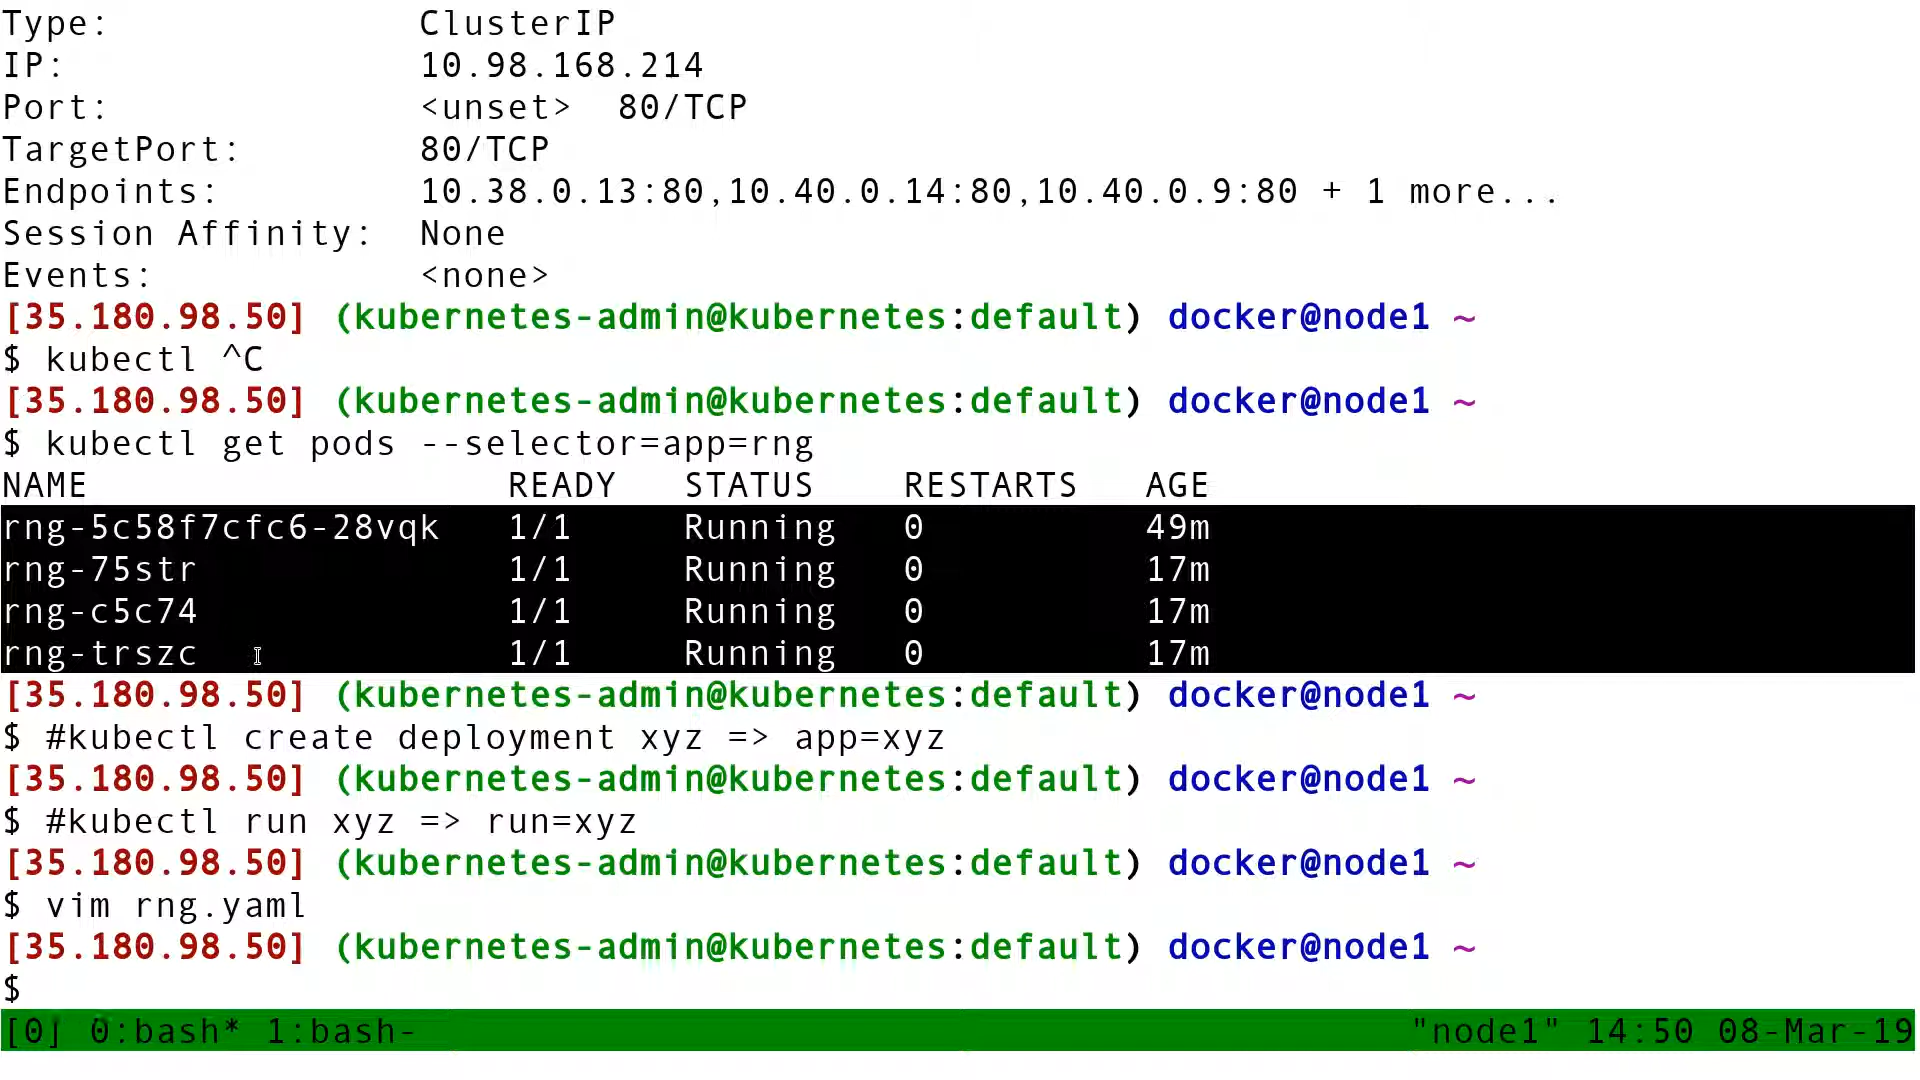 Type: ClusterIP
IP: 10.98.168.214
Port: <unset> 80/TCP
TargetPort: 80/TCP
Endpoints: 10.38.0.13:80,10.40.0.14:80,10.40.0.9:80 + 1 more...
Session Affinity: None
Events: <none>
[35.180.98.50] (kubernetes-admin@kubernetes:default) docker@node1 ~
$ kubectl ^C
[35.180.98.50] (kubernetes-admin@kubernetes:default) docker@node1 ~
$ kubectl get pods --selector=app=rng
NAME READY STATUS RESTARTS AGE
rng-5c58f7cfc6-28vqk 1/1 Running 0 49m
rng-75str 1/1 Running 0 17m
rng-c5c74 1/1 Running 0 17m
rng-trszc 1/1 Running 0 17m
[35.180.98.50] (kubernetes-admin@kubernetes:default) docker@node1 ~
$ #kubectl create deployment xyz => app=xyz
[35.180.98.50] (kubernetes-admin@kubernetes:default) docker@node1 ~
$ #kubectl run xyz => run=xyz
[35.180.98.50] (kubernetes-admin@kubernetes:default) docker@node1 ~
$ vim rng.yaml
[35.180.98.50] (kubernetes-admin@kubernetes:default) docker@node1 ~
$
[0] 0:bash* 1:bash- "node1" 14:50 08-Mar-19